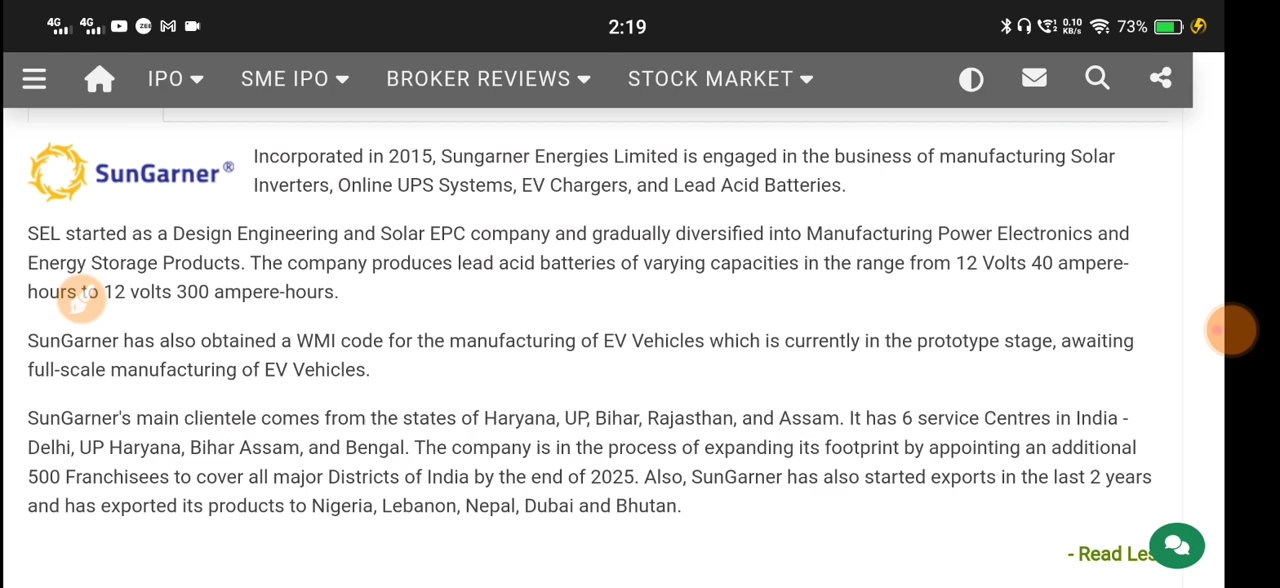 4G 4G 2:19 0.10 KB/s 73%
IPO SME IPO BROKER REVIEWS STOCK MARKET
SunGarner®
Incorporated in 2015, Sungarner Energies Limited is engaged in the business of manufacturing Solar
Inverters, Online UPS Systems, EV Chargers, and Lead Acid Batteries.
SEL started as a Design Engineering and Solar EPC company and gradually diversified into Manufacturing Power Electronics and
Energy Storage Products. The company produces lead acid batteries of varying capacities in the range from 12 Volts 40 ampere-
hours to 12 volts 300 ampere-hours.
SunGarner has also obtained a WMI code for the manufacturing of EV Vehicles which is currently in the prototype stage, awaiting
full-scale manufacturing of EV Vehicles.
SunGarner's main clientele comes from the states of Haryana, UP, Bihar, Rajasthan, and Assam. It has 6 service Centres in India -
Delhi, UP Haryana, Bihar Assam, and Bengal. The company is in the process of expanding its footprint by appointing an additional
500 Franchisees to cover all major Districts of India by the end of 2025. Also, SunGarner has also started exports in the last 2 years
and has exported its products to Nigeria, Lebanon, Nepal, Dubai and Bhutan.
- Read Les